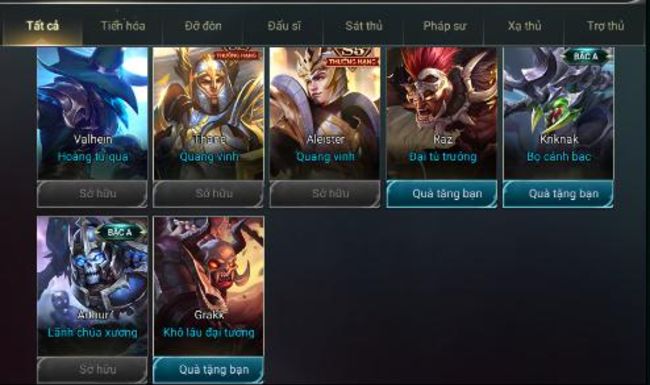 Tất cả Tiến hóa Đỡ đòn Đấu sĩ Sát thủ Pháp sư Xạ thủ Trợ thủ
THƯỞNG HẠNG S5 THƯỞNG HẠNG BẬC A
Valhein Thane Aleister Raz Kriknak
Hoàng tử quạ Quang vinh Quang vinh Đại tù trưởng Bọ cánh bạc
Sở hữu Sở hữu Sở hữu Quà tặng bạn Quà tặng bạn
BẬC A
Arthur Grakk
Lãnh chúa xương Khô lâu đại tướng
Sở hữu Quà tặng bạn